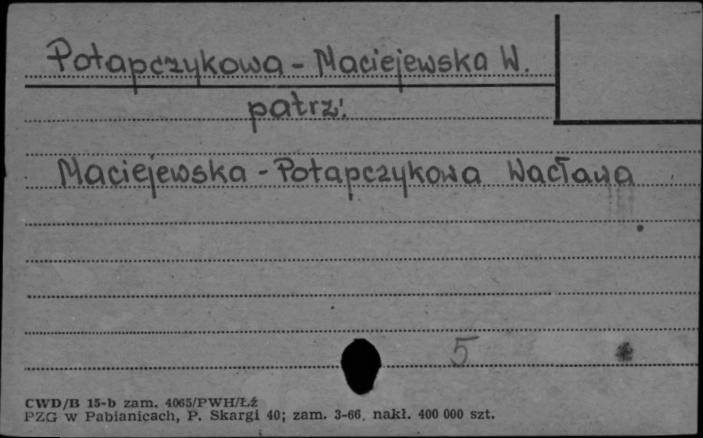 Potapczykowa - Maciejewska W.
patrz:
Maciejewska - Potapczykowa Wacława
5
CWD/B 15-b zam. 4065/PWH/Łź
PZG w Pabianicach, P. Skargi 40; zam. 3-66. nakł. 400 000 szt.